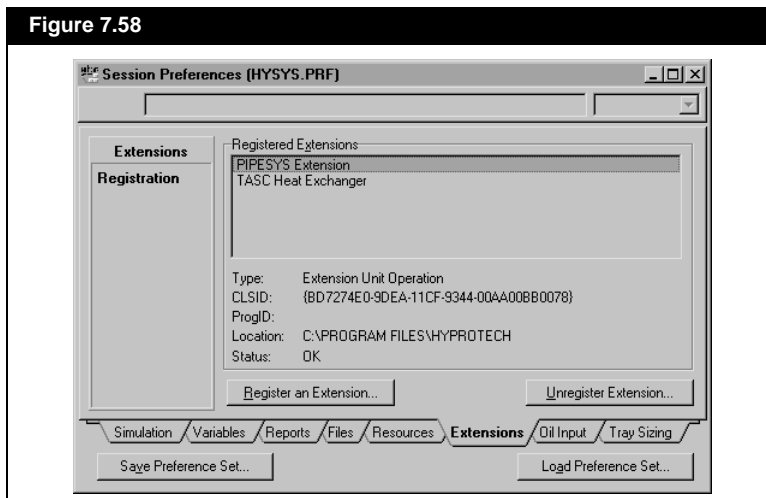 Figure 7.58
Session Preferences (HYSYS.PRF)
Extensions
Registration
Registered Extensions
PIPESYS Extension
TASC Heat Exchanger
Type: Extension Unit Operation
CLSID: {BD7274E0-9DEA-11CF-9344-00AA00BB0078}
ProgID:
Location: C:\PROGRAM FILES\HYPROTECH
Status: OK
Register an Extension...
Unregister Extension...
Simulation Variables Reports Files Resources Extensions Oil Input Tray Sizing
Save Preference Set...
Load Preference Set...